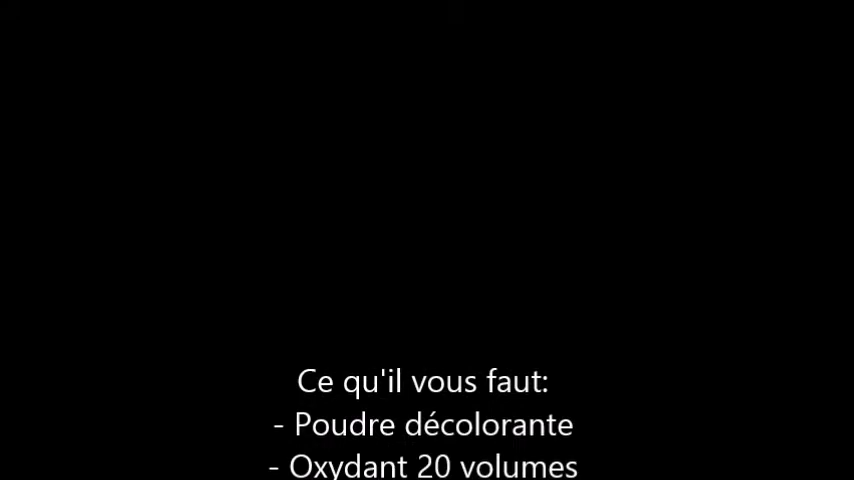 Ce qu'il vous faut:
- Poudre décolorante
- Oxydant 20 volumes